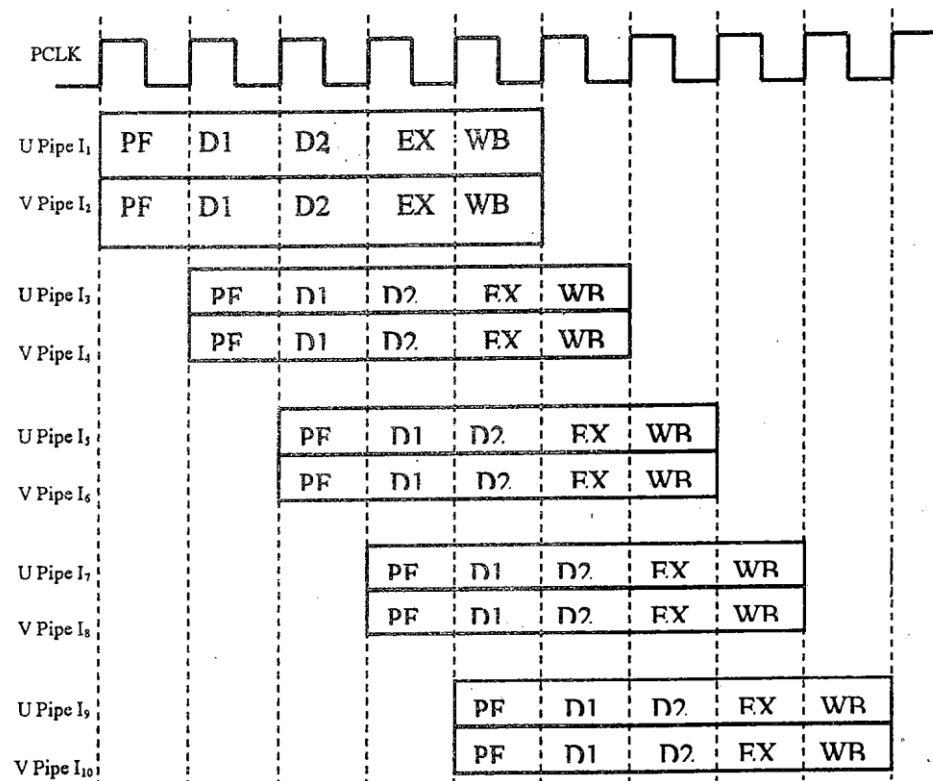 PCLK
U Pipe I₁ PF D1 D2 EX WB
V Pipe I₂ PF D1 D2 EX WB
U Pipe I₃ PF D1 D2 EX WB
V Pipe I₄ PF D1 D2 EX WB
U Pipe I₅ PF D1 D2 EX WB
V Pipe I₆ PF D1 D2 EX WB
U Pipe I₇ PF D1 D2 EX WB
V Pipe I₈ PF D1 D2 EX WB
U Pipe I₉ PF D1 D2 EX WB
V Pipe I₁₀ PF D1 D2 EX WB